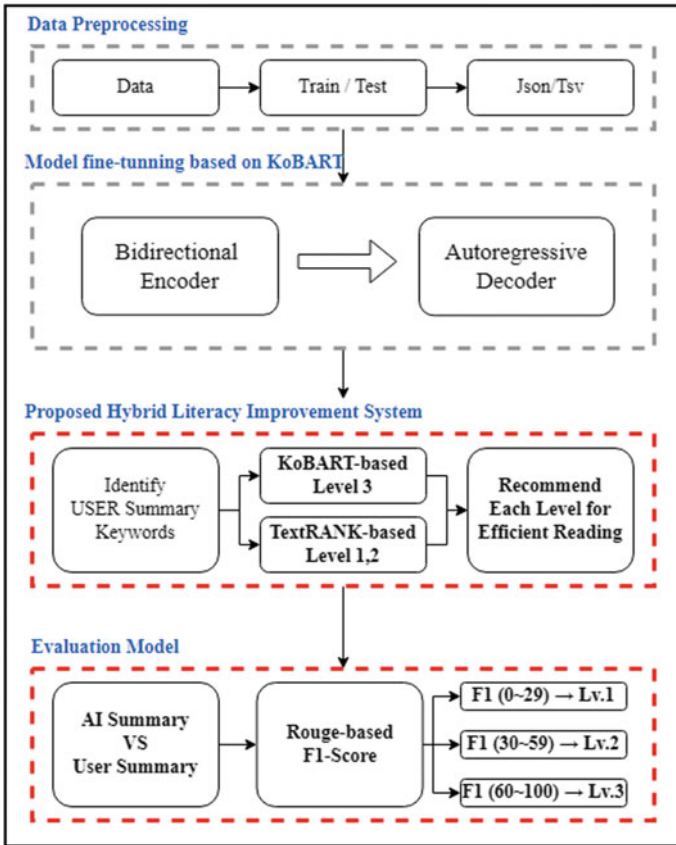 Data Preprocessing
Data
Train / Test
Json/Tsv
Model fine-tunning based on KoBART
Bidirectional
Encoder
Autoregressive
Decoder
Proposed Hybrid Literacy Improvement System
Identify
USER Summary
Keywords
KoBART-based
Level 3
TextRANK-based
Level 1,2
Recommend
Each Level for
Efficient Reading
Evaluation Model
AI Summary
VS
User Summary
Rouge-based
F1-Score
F1 (0~29) → Lv.1
F1 (30~59) → Lv.2
F1 (60~100) → Lv.3